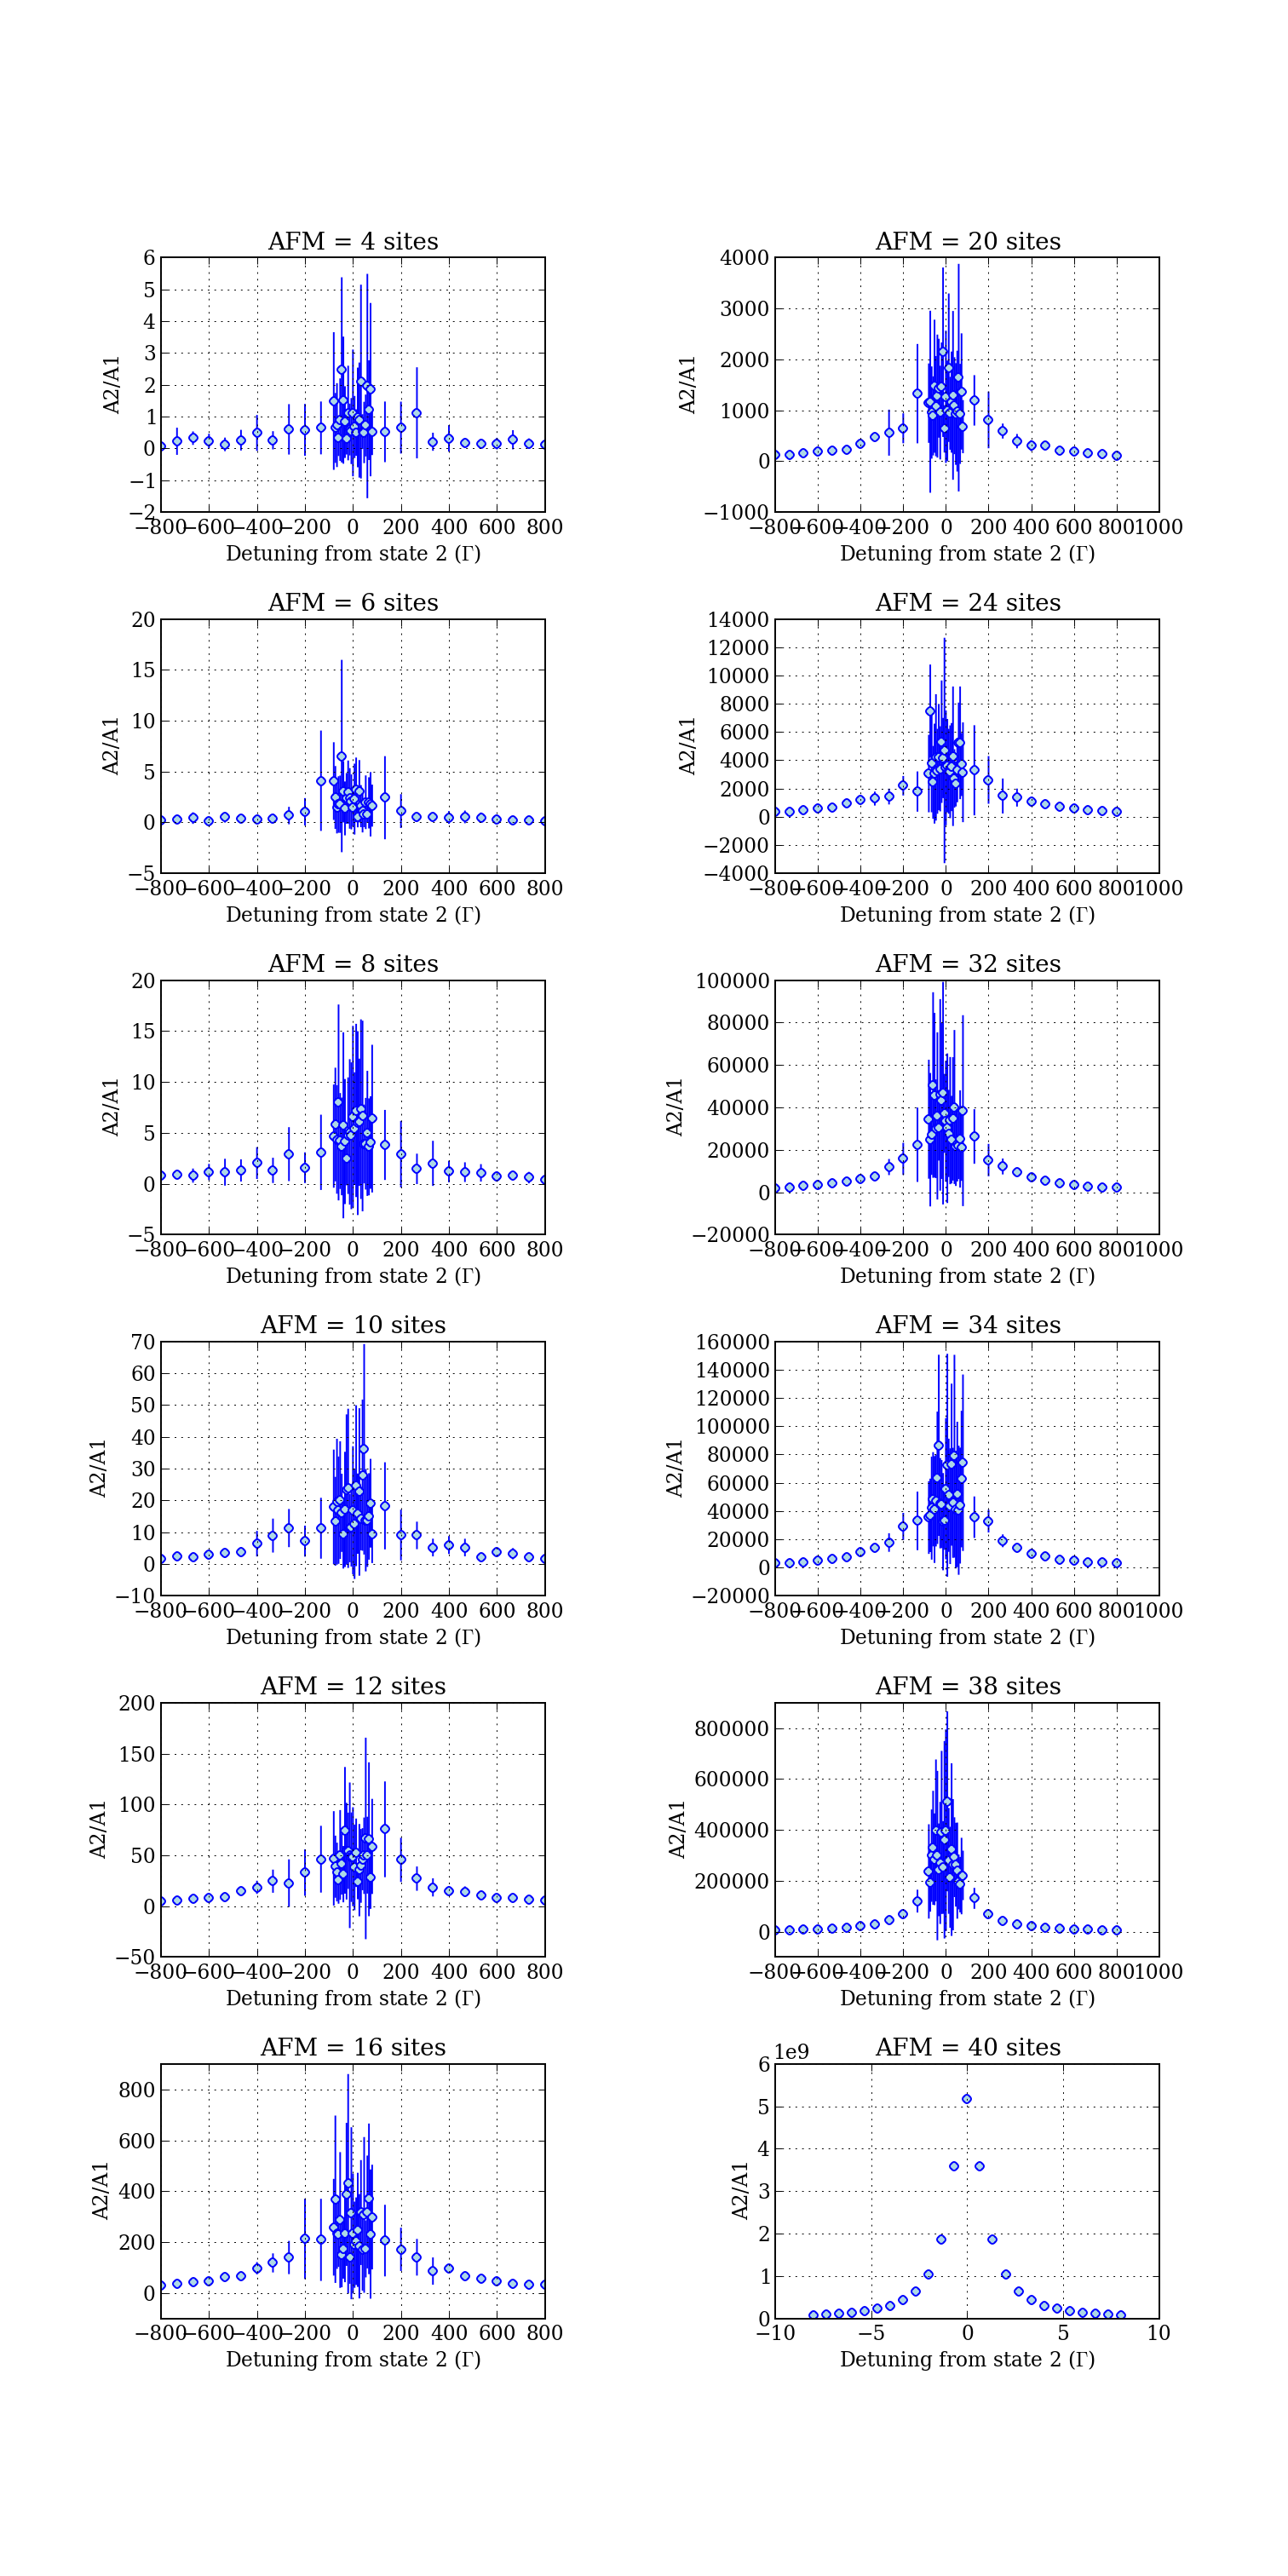 AFM = 4 sites
6
5
4
3
2
1
0
−1
−2
A2/A1
−800 −600 −400 −200 0 200 400 600 800
Detuning from state 2 (Γ)
AFM = 20 sites
4000
3000
2000
1000
0
−1000
A2/A1
−800 −600 −400 −200 0 200 400 600 800 1000
Detuning from state 2 (Γ)
AFM = 6 sites
20
15
10
5
0
−5
A2/A1
−800 −600 −400 −200 0 200 400 600 800
Detuning from state 2 (Γ)
AFM = 24 sites
14000
12000
10000
8000
6000
4000
2000
0
−2000
−4000
A2/A1
−800 −600 −400 −200 0 200 400 600 800 1000
Detuning from state 2 (Γ)
AFM = 8 sites
20
15
10
5
0
−5
A2/A1
−800 −600 −400 −200 0 200 400 600 800
Detuning from state 2 (Γ)
AFM = 32 sites
100000
80000
60000
40000
20000
0
−20000
A2/A1
−800 −600 −400 −200 0 200 400 600 800 1000
Detuning from state 2 (Γ)
AFM = 10 sites
70
60
50
40
30
20
10
0
−10
A2/A1
−800 −600 −400 −200 0 200 400 600 800
Detuning from state 2 (Γ)
AFM = 34 sites
160000
140000
120000
100000
80000
60000
40000
20000
0
−20000
A2/A1
−800 −600 −400 −200 0 200 400 600 800 1000
Detuning from state 2 (Γ)
AFM = 12 sites
200
150
100
50
0
−50
A2/A1
−800 −600 −400 −200 0 200 400 600 800
Detuning from state 2 (Γ)
AFM = 38 sites
800000
600000
400000
200000
0
A2/A1
−800 −600 −400 −200 0 200 400 600 800 1000
Detuning from state 2 (Γ)
AFM = 16 sites
800
600
400
200
0
A2/A1
−800 −600 −400 −200 0 200 400 600 800
Detuning from state 2 (Γ)
AFM = 40 sites
1e9
6
5
4
3
2
1
0
A2/A1
−10 −5 0 5 10
Detuning from state 2 (Γ)